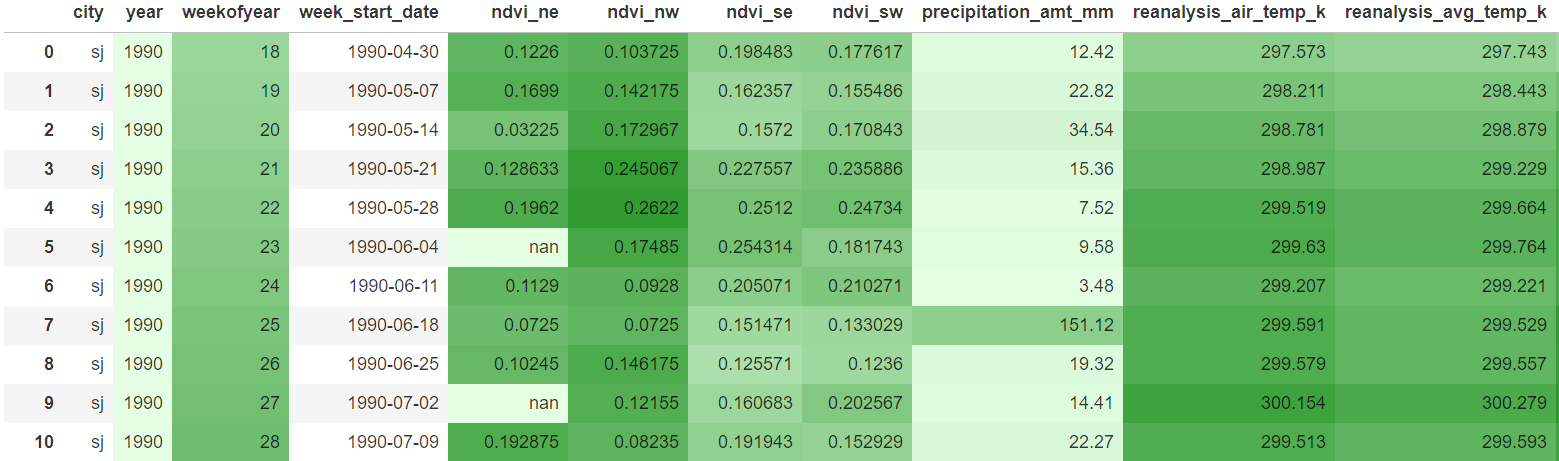 city year weekofyear week_start_date ndvi_ne ndvi_nw ndvi_se ndvi_sw precipitation_amt_mm reanalysis_air_temp_k reanalysis_avg_temp_k
0 sj 1990 18 1990-04-30 0.1226 0.103725 0.198483 0.177617 12.42 297.573 297.743
1 sj 1990 19 1990-05-07 0.1699 0.142175 0.162357 0.155486 22.82 298.211 298.443
2 sj 1990 20 1990-05-14 0.03225 0.172967 0.1572 0.170843 34.54 298.781 298.879
3 sj 1990 21 1990-05-21 0.128633 0.245067 0.227557 0.235886 15.36 298.987 299.229
4 sj 1990 22 1990-05-28 0.1962 0.2622 0.2512 0.24734 7.52 299.519 299.664
5 sj 1990 23 1990-06-04 nan 0.17485 0.254314 0.181743 9.58 299.63 299.764
6 sj 1990 24 1990-06-11 0.1129 0.0928 0.205071 0.210271 3.48 299.207 299.221
7 sj 1990 25 1990-06-18 0.0725 0.0725 0.151471 0.133029 151.12 299.591 299.529
8 sj 1990 26 1990-06-25 0.10245 0.146175 0.125571 0.1236 19.32 299.579 299.557
9 sj 1990 27 1990-07-02 nan 0.12155 0.160683 0.202567 14.41 300.154 300.279
10 sj 1990 28 1990-07-09 0.192875 0.08235 0.191943 0.152929 22.27 299.513 299.593